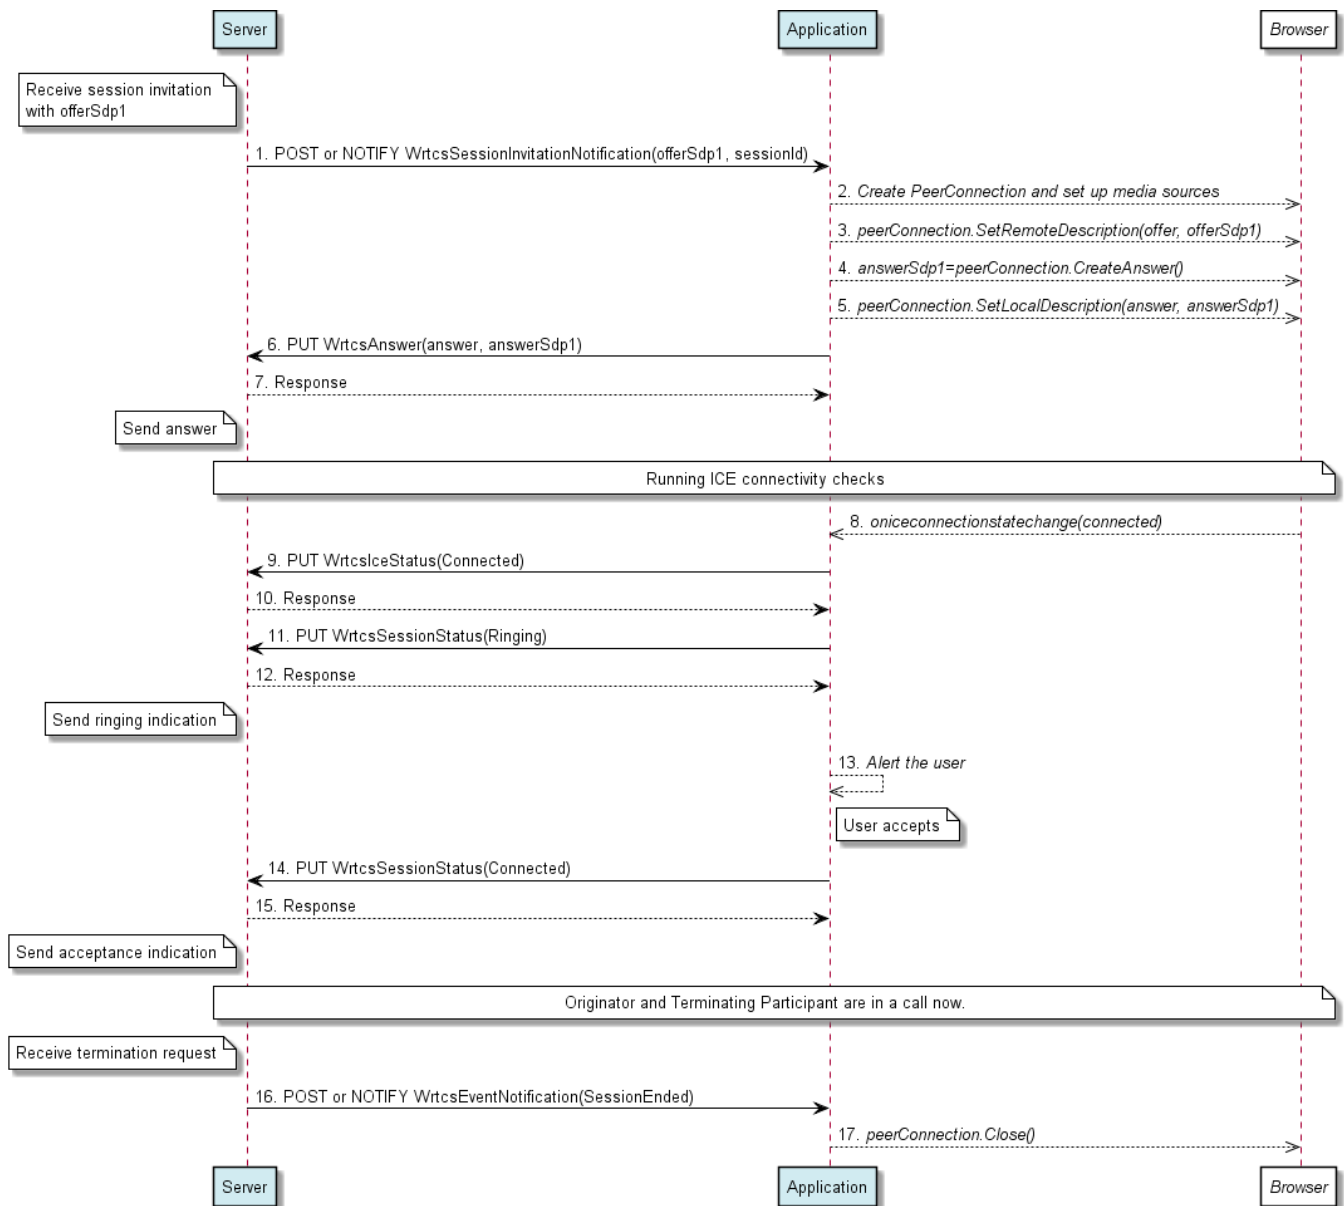 Server
Application
Browser
Receive session invitation
with offerSdp1
1. POST or NOTIFY WrtcsSessionInvitationNotification(offerSdp1, sessionId)
2. Create PeerConnection and set up media sources
3. peerConnection.SetRemoteDescription(offer, offerSdp1)
4. answerSdp1=peerConnection.CreateAnswer()
5. peerConnection.SetLocalDescription(answer, answerSdp1)
6. PUT WrtcsAnswer(answer, answerSdp1)
7. Response
Send answer
Running ICE connectivity checks
8. oniceconnectionstatechange(connected)
9. PUT WrtcsIceStatus(Connected)
10. Response
11. PUT WrtcsSessionStatus(Ringing)
12. Response
Send ringing indication
13. Alert the user
User accepts
14. PUT WrtcsSessionStatus(Connected)
15. Response
Send acceptance indication
Originator and Terminating Participant are in a call now.
Receive termination request
16. POST or NOTIFY WrtcsEventNotification(SessionEnded)
17. peerConnection.Close()
Server
Application
Browser